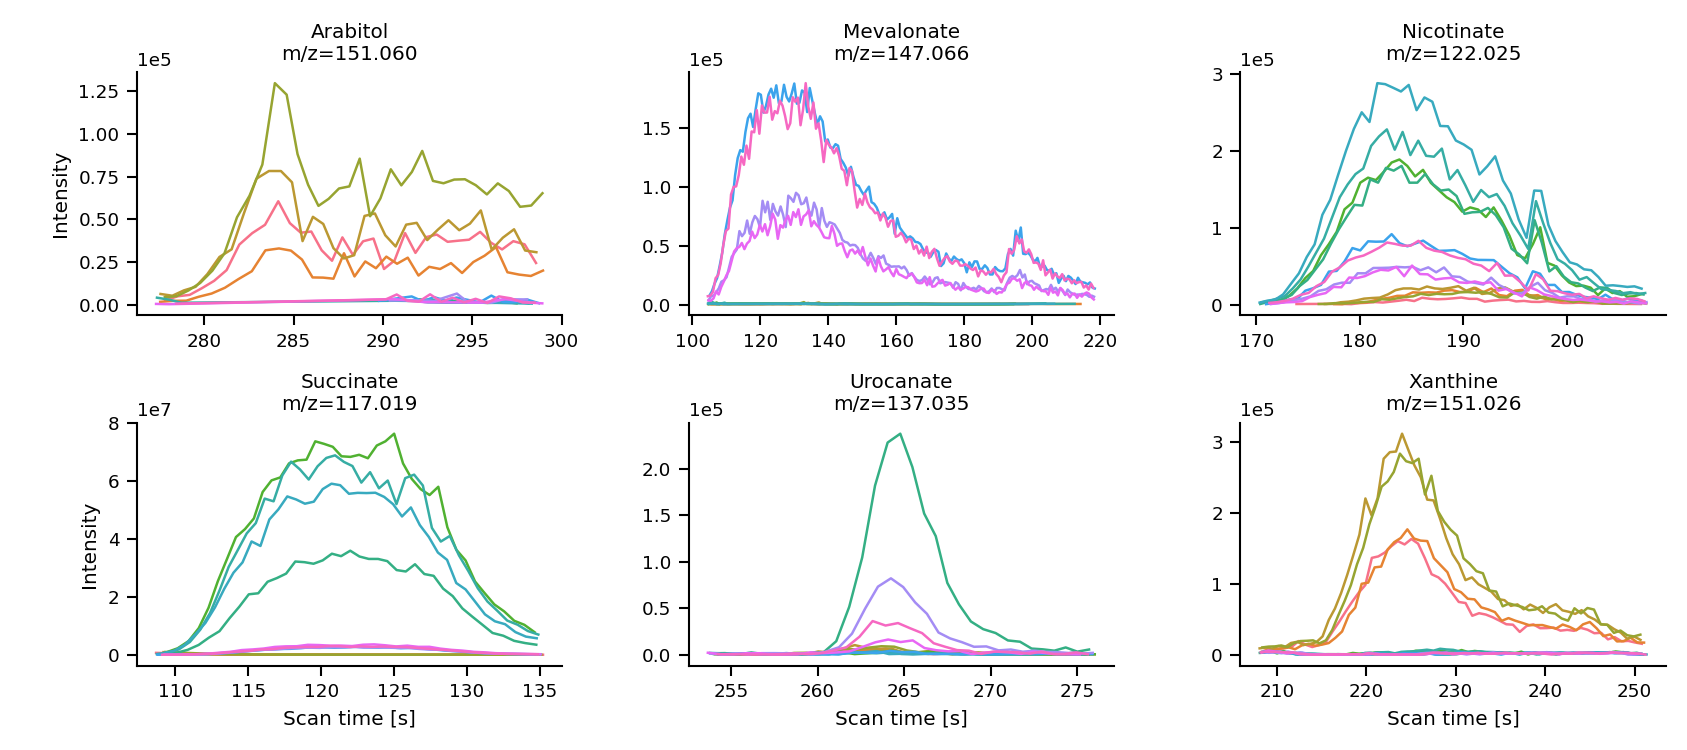 Arabitol
m/z=151.060
1e5
Intensity
1.25
1.00
0.75
0.50
0.25
0.00
280 285 290 295 300
Mevalonate
m/z=147.066
1e5
1.5
1.0
0.5
0.0
100 120 140 160 180 200 220
Nicotinate
m/z=122.025
1e5
3
2
1
0
170 180 190 200
Succinate
m/z=117.019
1e7
Intensity
8
6
4
2
0
110 115 120 125 130 135
Scan time [s]
Urocanate
m/z=137.035
1e5
2.0
1.5
1.0
0.5
0.0
255 260 265 270 275
Scan time [s]
Xanthine
m/z=151.026
1e5
3
2
1
0
210 220 230 240 250
Scan time [s]